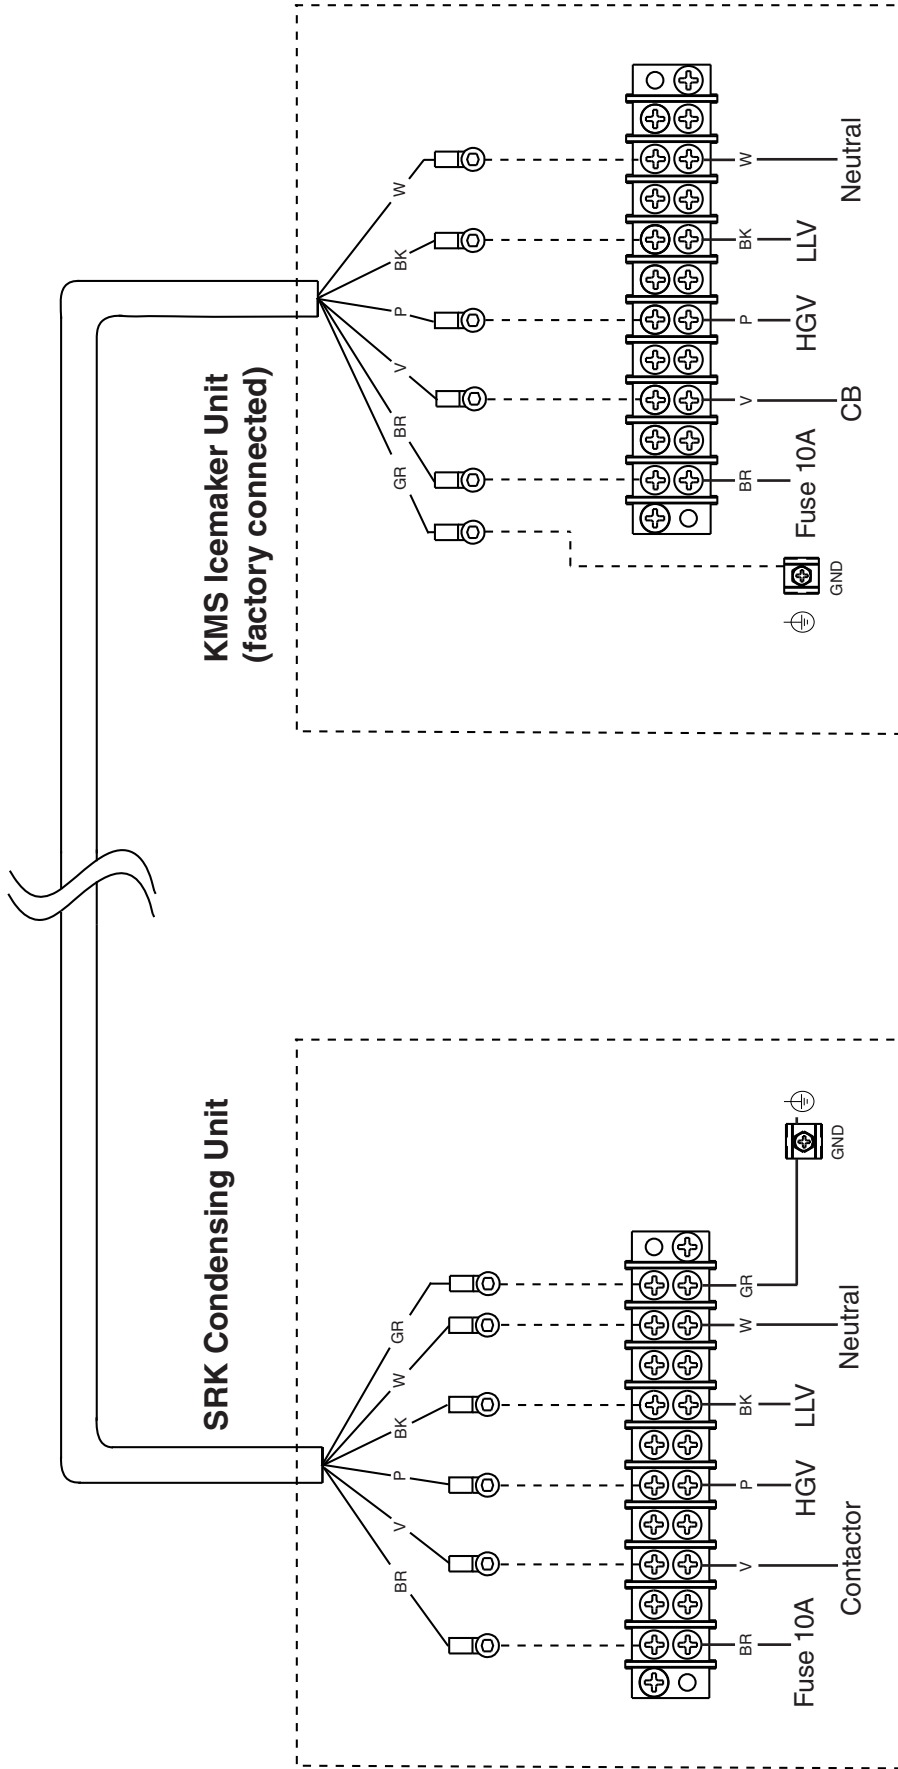 SRK Condensing Unit
BR
V
P
BK
W
GR
BR
V
P
BK
W
GR
Fuse 10A
Contactor
HGV
LLV
Neutral
GND
KMS Icemaker Unit
(factory connected)
GR
BR
V
P
BK
W
BR
V
P
BK
W
GND
Fuse 10A
CB
HGV
LLV
Neutral